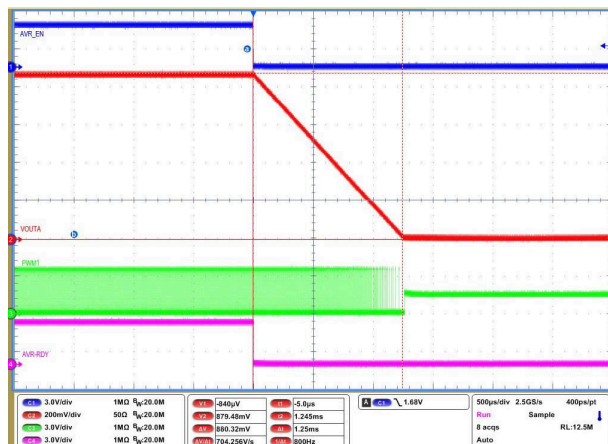 AVR_EN
a
1
VOUTA
b
2
PWM1
3
AVR-RDY
4
C1 3.0V/div 1MΩ BW:20.0M
C2 200mV/div 50Ω BW:20.0M
C3 3.0V/div 1MΩ BW:20.0M
C4 3.0V/div 1MΩ BW:20.0M
V1 -840µV t1 -5.0µs
V2 879.48mV t2 1.245ms
ΔV 880.32mV Δt 1.25ms
ΔV/Δt 704.256V/s 1/Δt 800Hz
A C1 1.68V
500µs/div 2.5GS/s 400ps/pt
Run Sample
8 acqs RL:12.5M
Auto